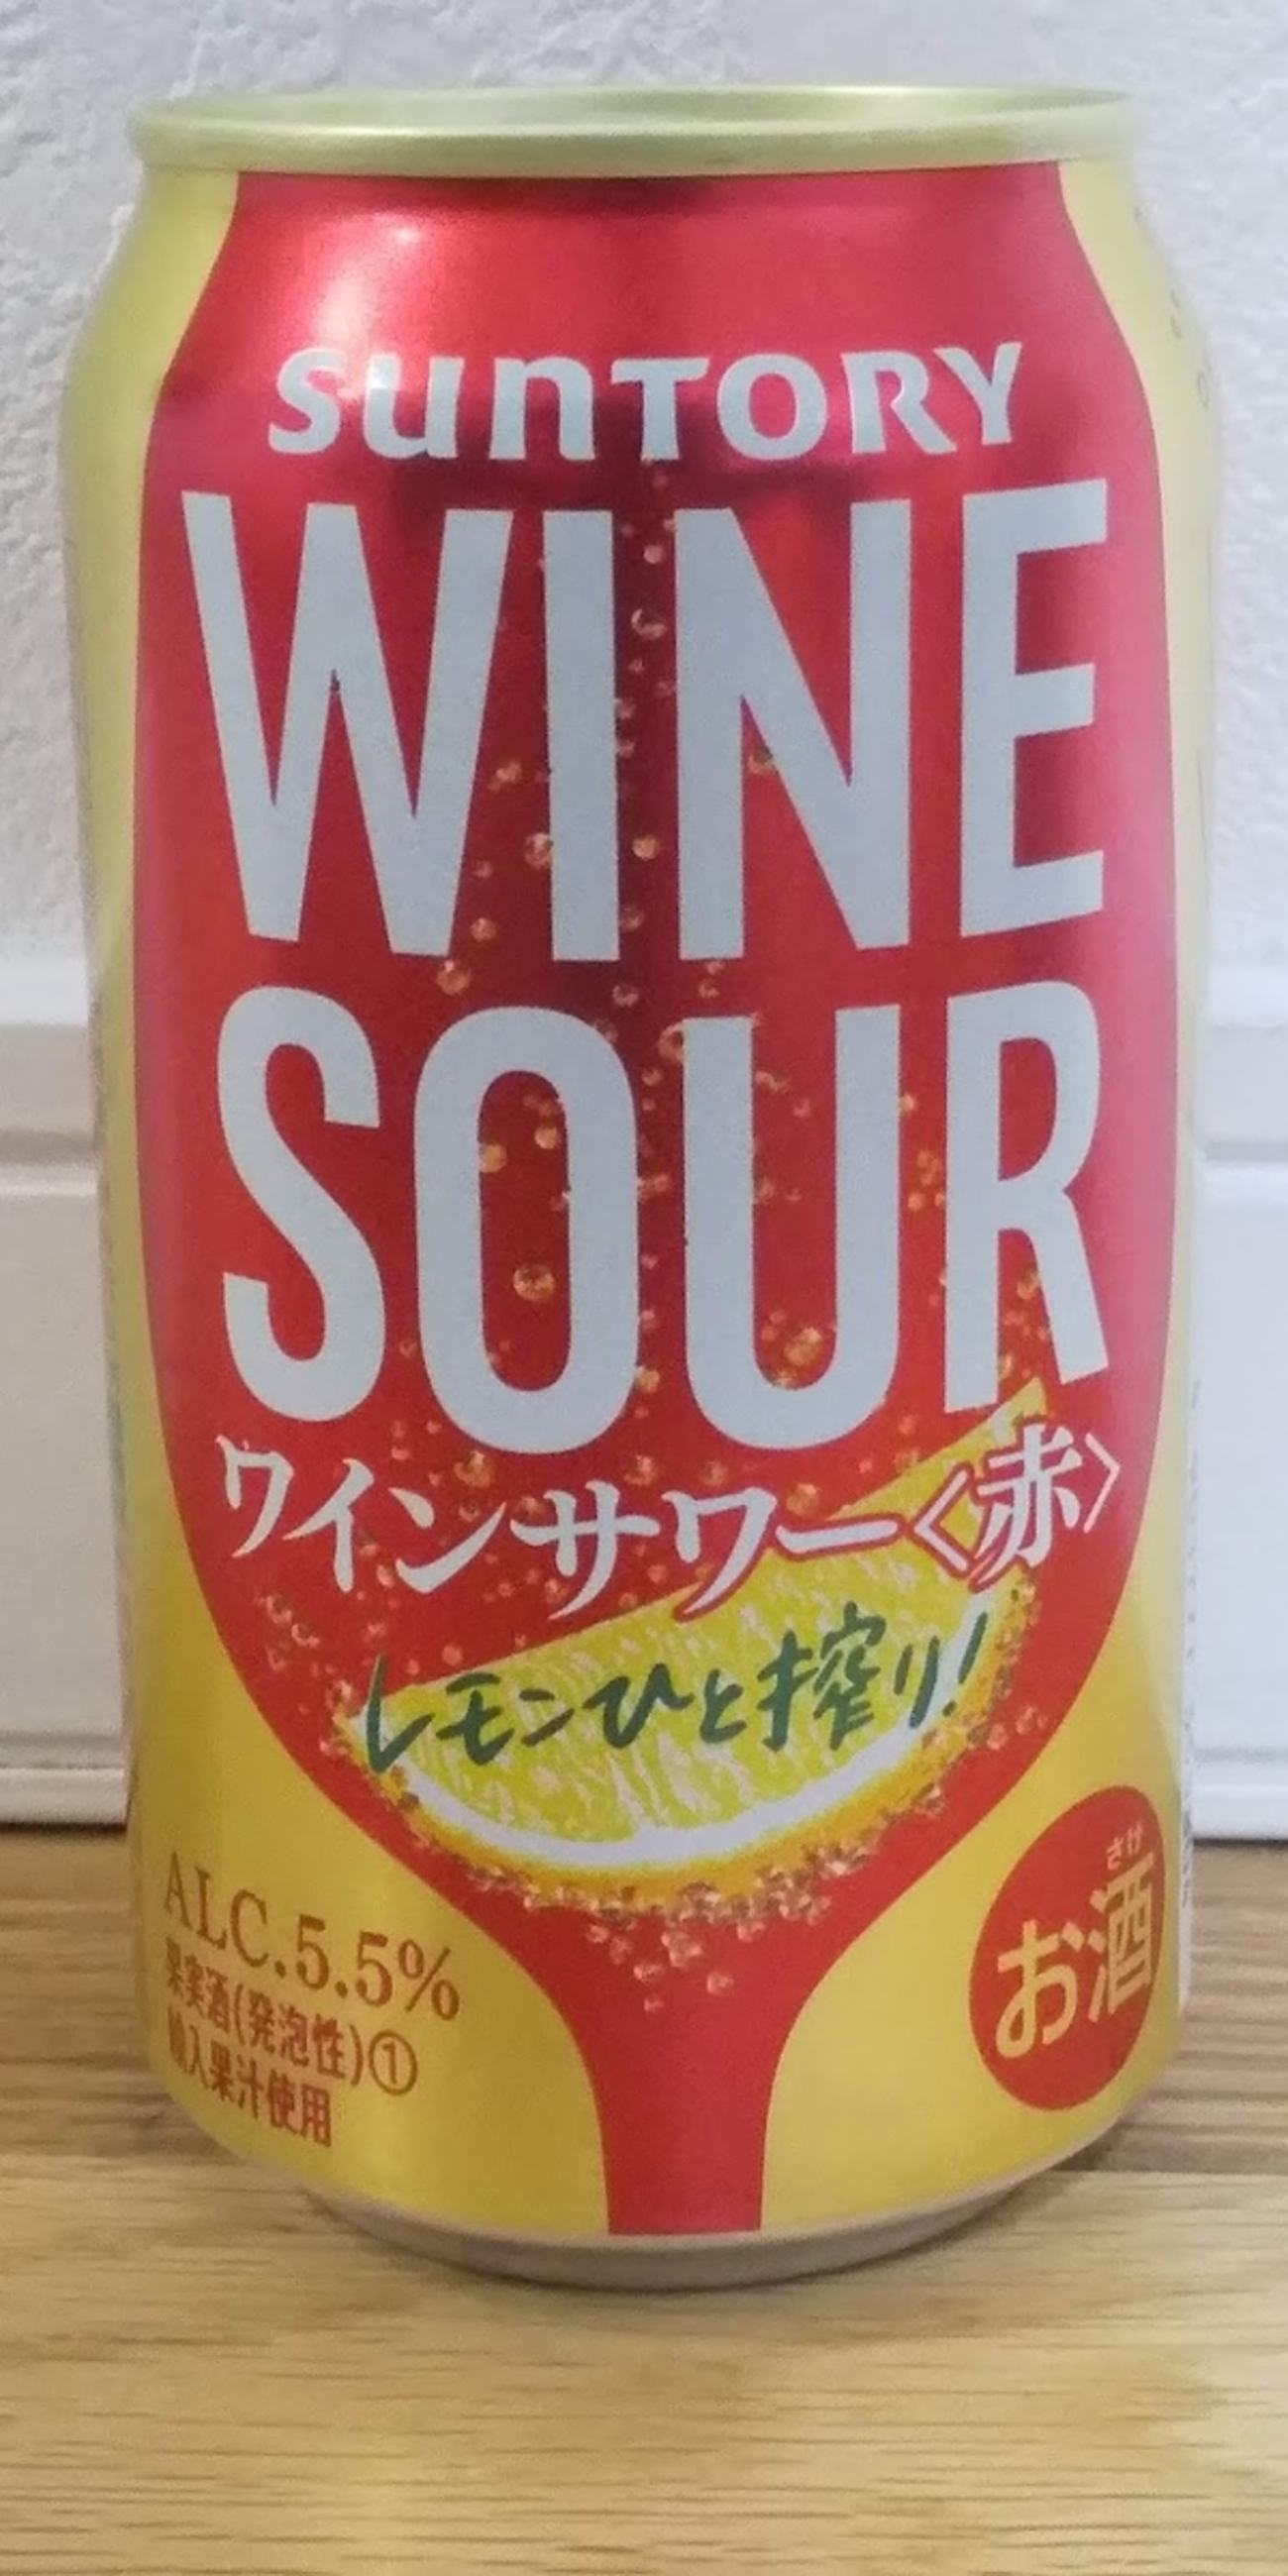 SUNTORY
WINE
SOUR
ワインサワー〈赤〉
レモンひと搾り!
ALC.5.5%
果実酒(発泡性)①
輸入果汁使用
さけ
お酒